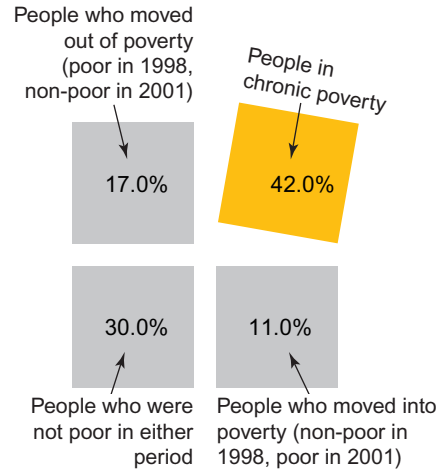 People who moved
out of poverty
(poor in 1998,
non-poor in 2001)
17.0%
People in
chronic poverty
42.0%
30.0%
People who were
not poor in either
period
11.0%
People who moved into
poverty (non-poor in
1998, poor in 2001)